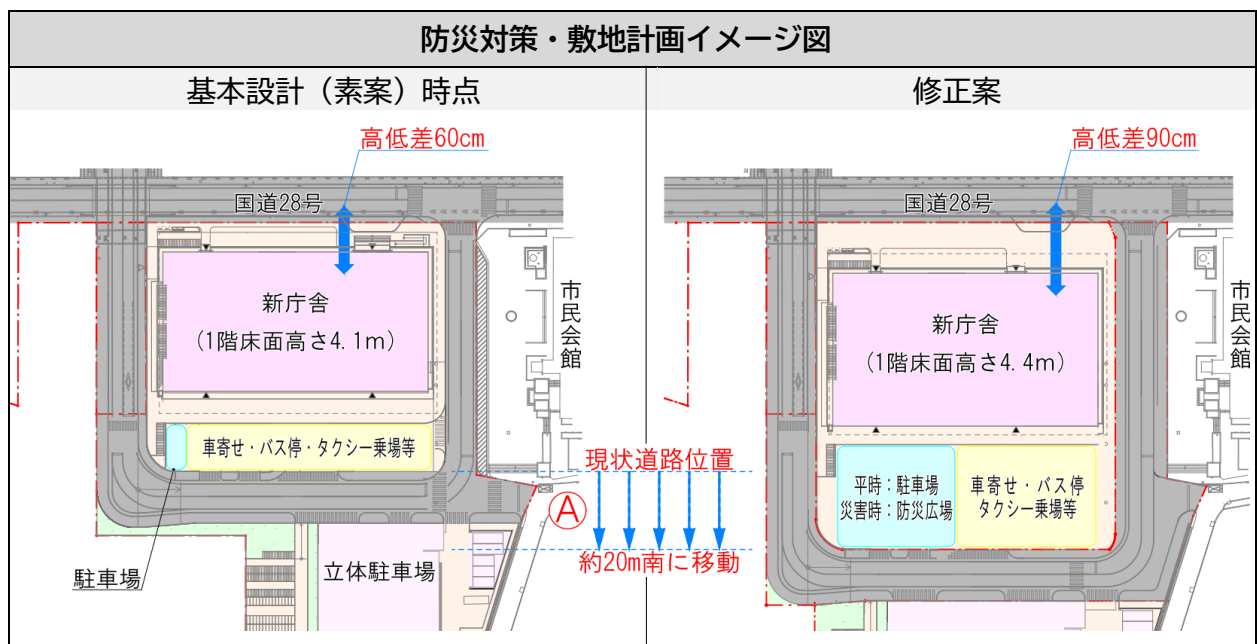 防災対策・敷地計画イメージ図
基本設計（素案）時点
修正案
高低差60cm
国道28号
新庁舎
（1階床面高さ4.1m）
市民会館
車寄せ・バス停・タクシー乗場等
駐車場
立体駐車場
現状道路位置
Ⓐ
約20m南に移動
高低差90cm
国道28号
新庁舎
（1階床面高さ4.4m）
市民会館
平時：駐車場
災害時：防災広場
車寄せ・バス停
タクシー乗場等